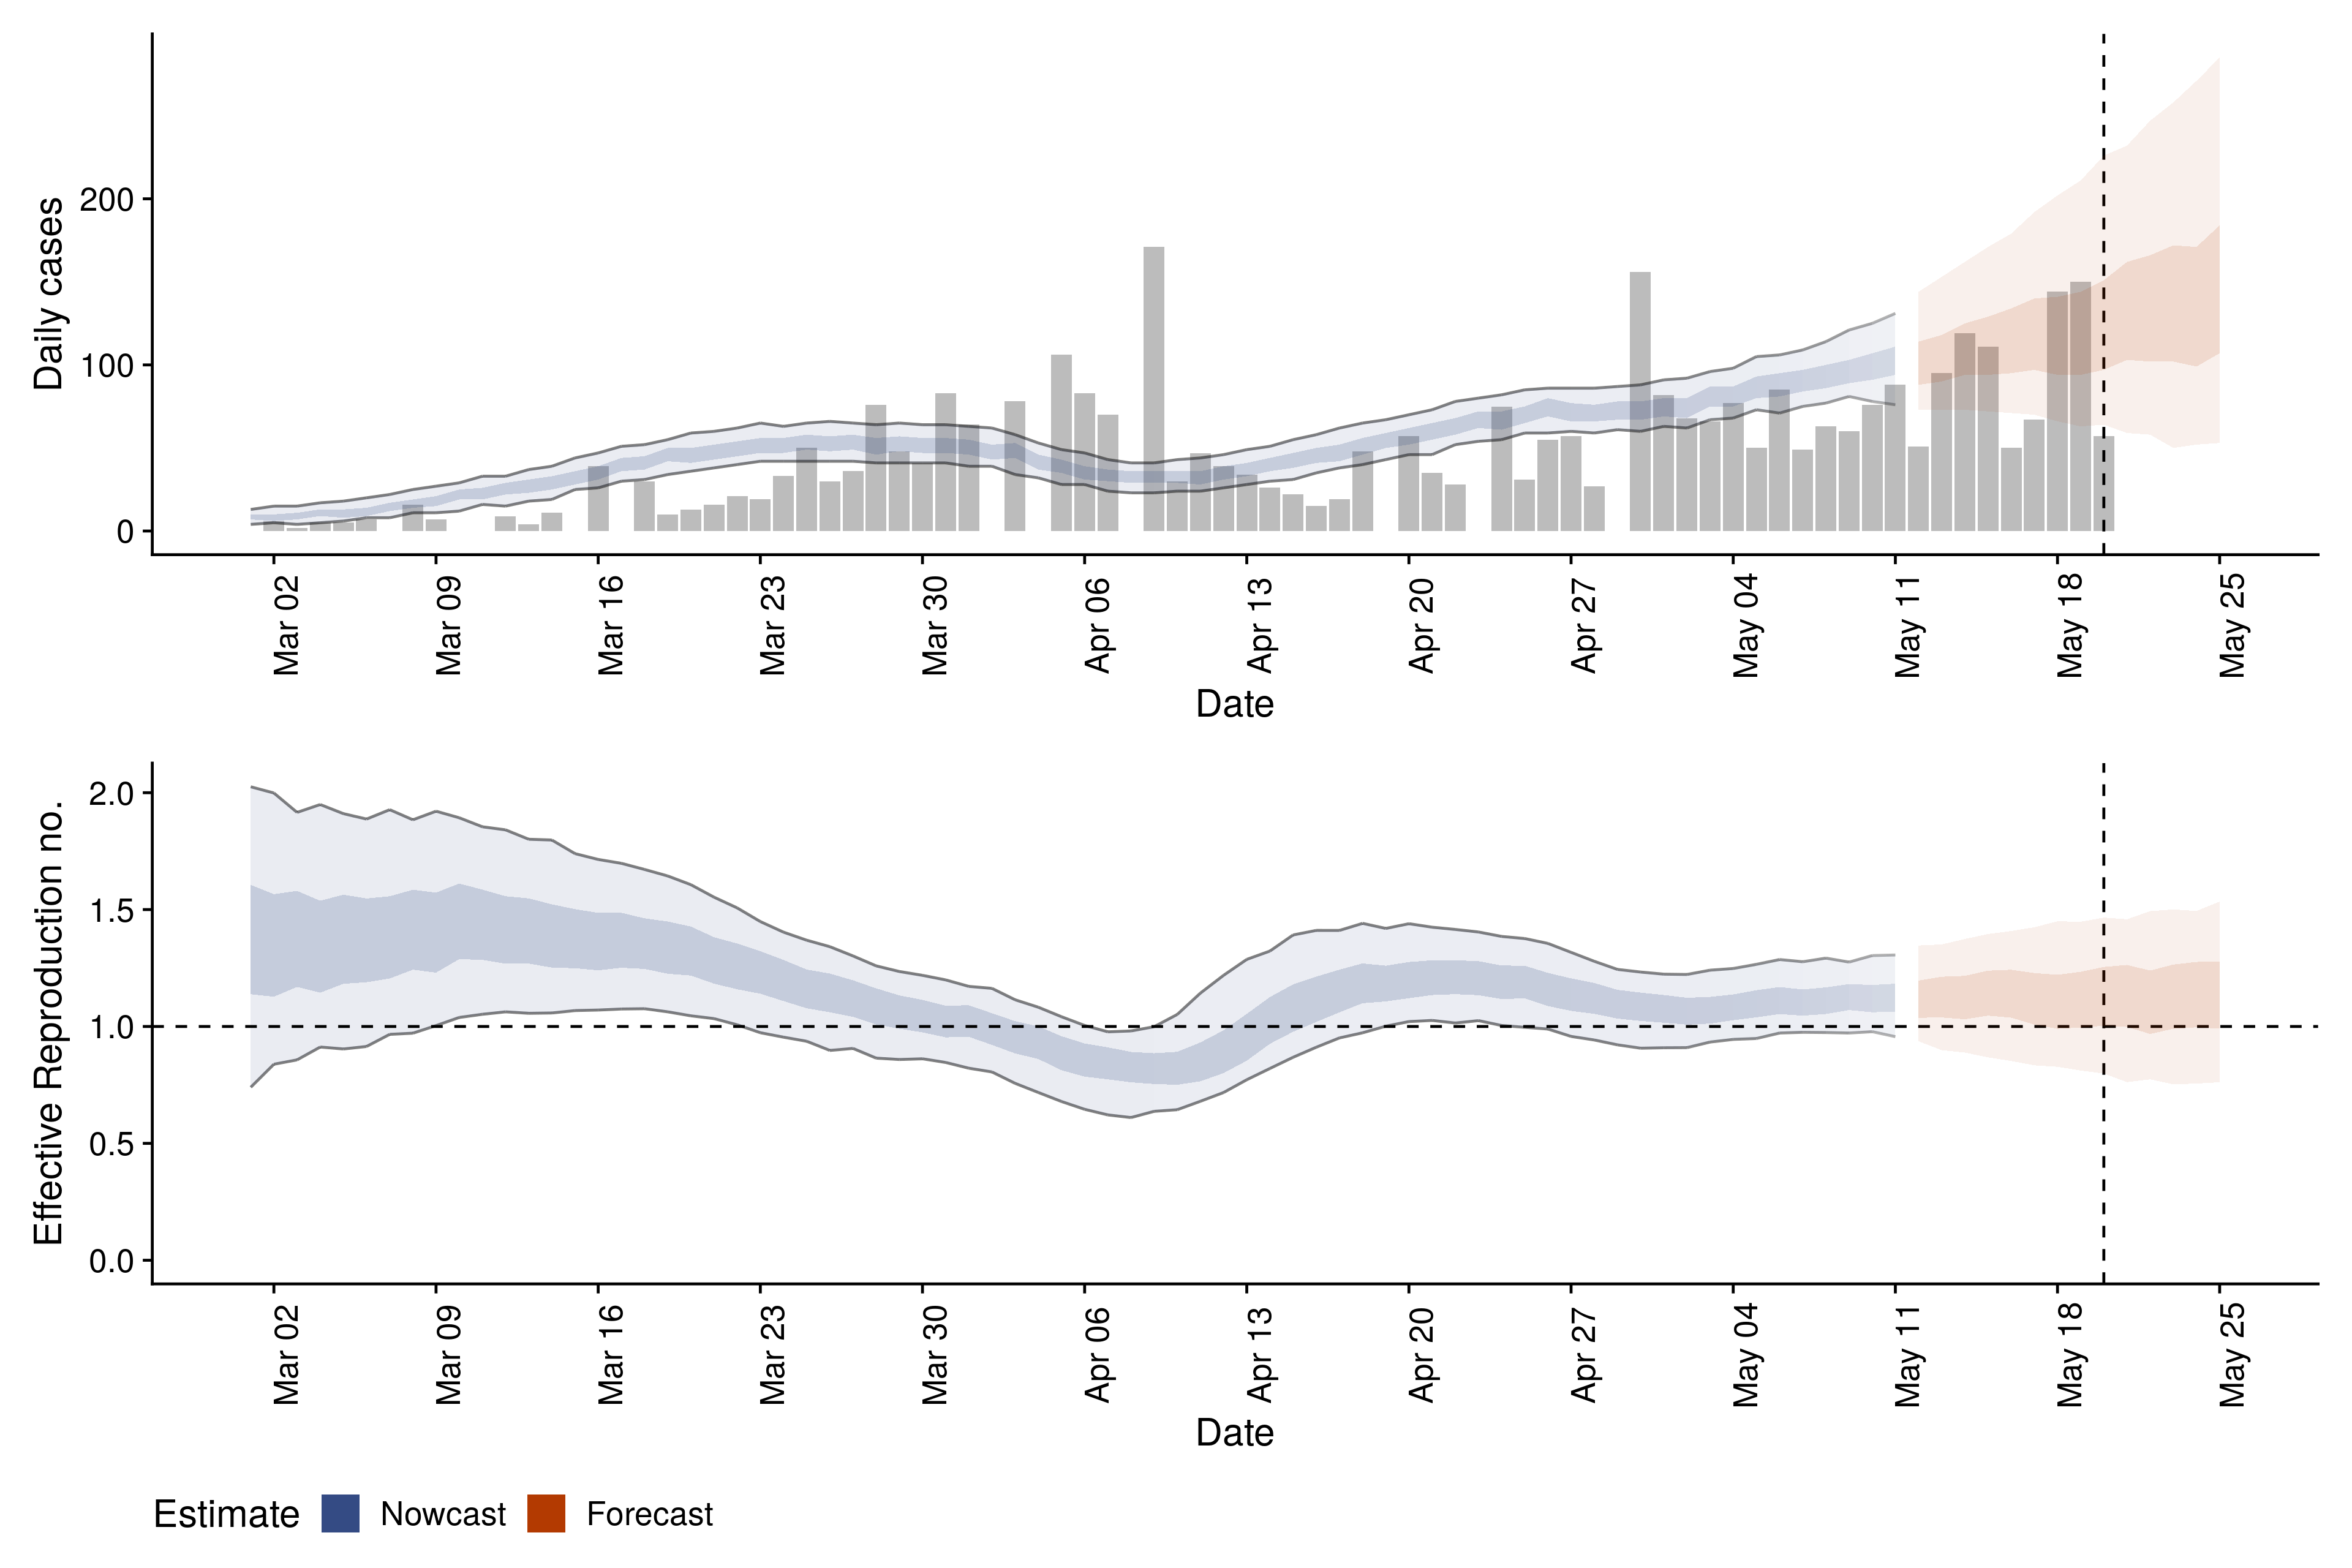 Daily cases
200
100
0
Mar 02
Mar 09
Mar 16
Mar 23
Mar 30
Apr 06
Apr 13
Apr 20
Apr 27
May 04
May 11
May 18
May 25
Date
Effective Reproduction no.
2.0
1.5
1.0
0.5
0.0
Mar 02
Mar 09
Mar 16
Mar 23
Mar 30
Apr 06
Apr 13
Apr 20
Apr 27
May 04
May 11
May 18
May 25
Date
Estimate Nowcast Forecast